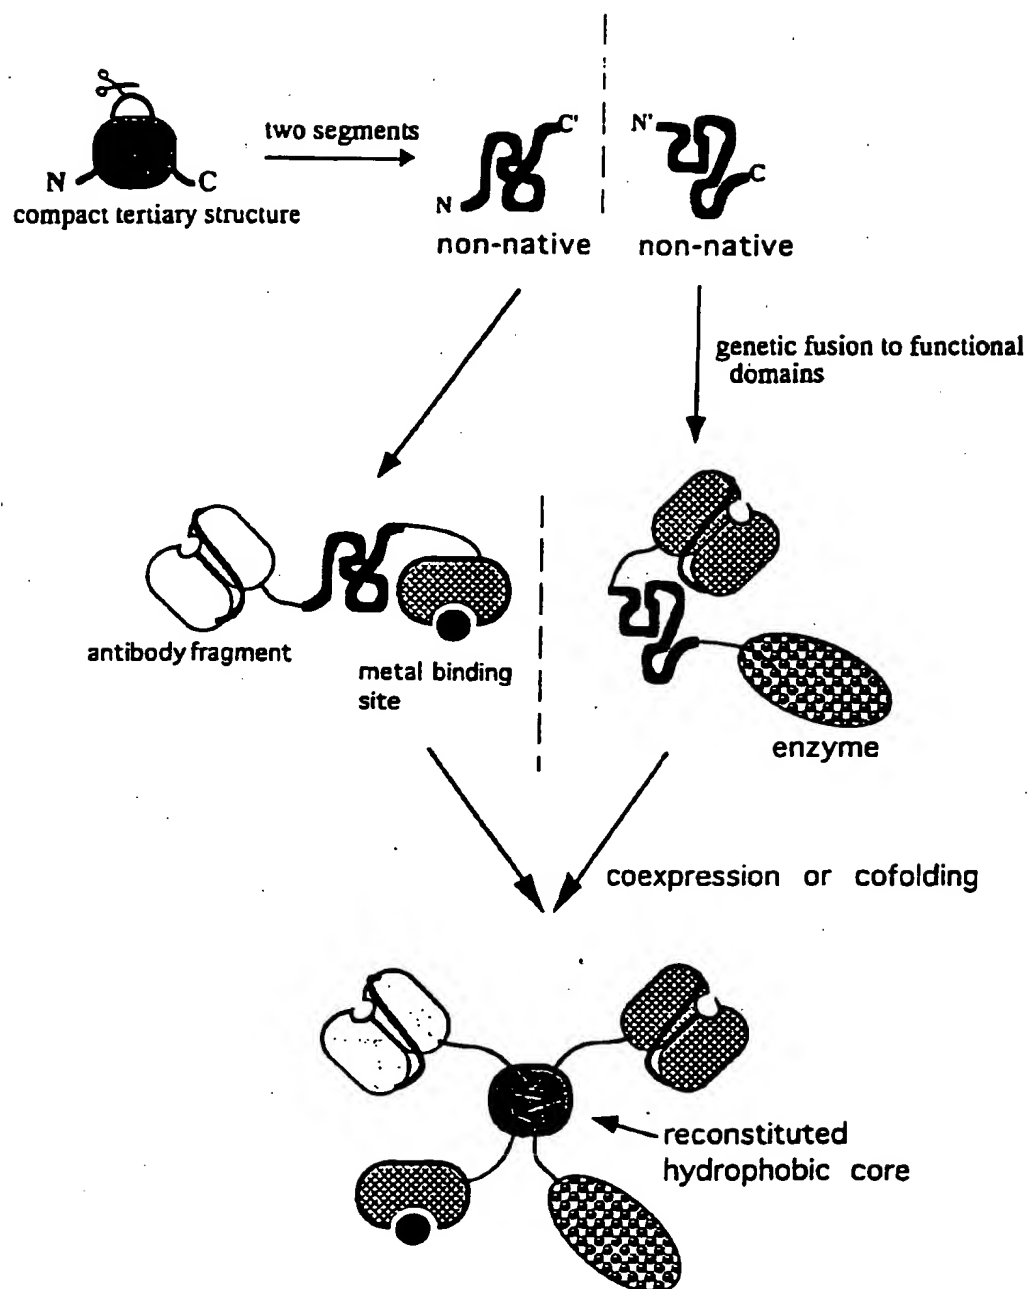 two segments
N
C
compact tertiary structure
N
C'
N'
C
non-native
non-native
genetic fusion to functional
domains
antibody fragment
metal binding
site
enzyme
coexpression or cofolding
reconstituted
hydrophobic core